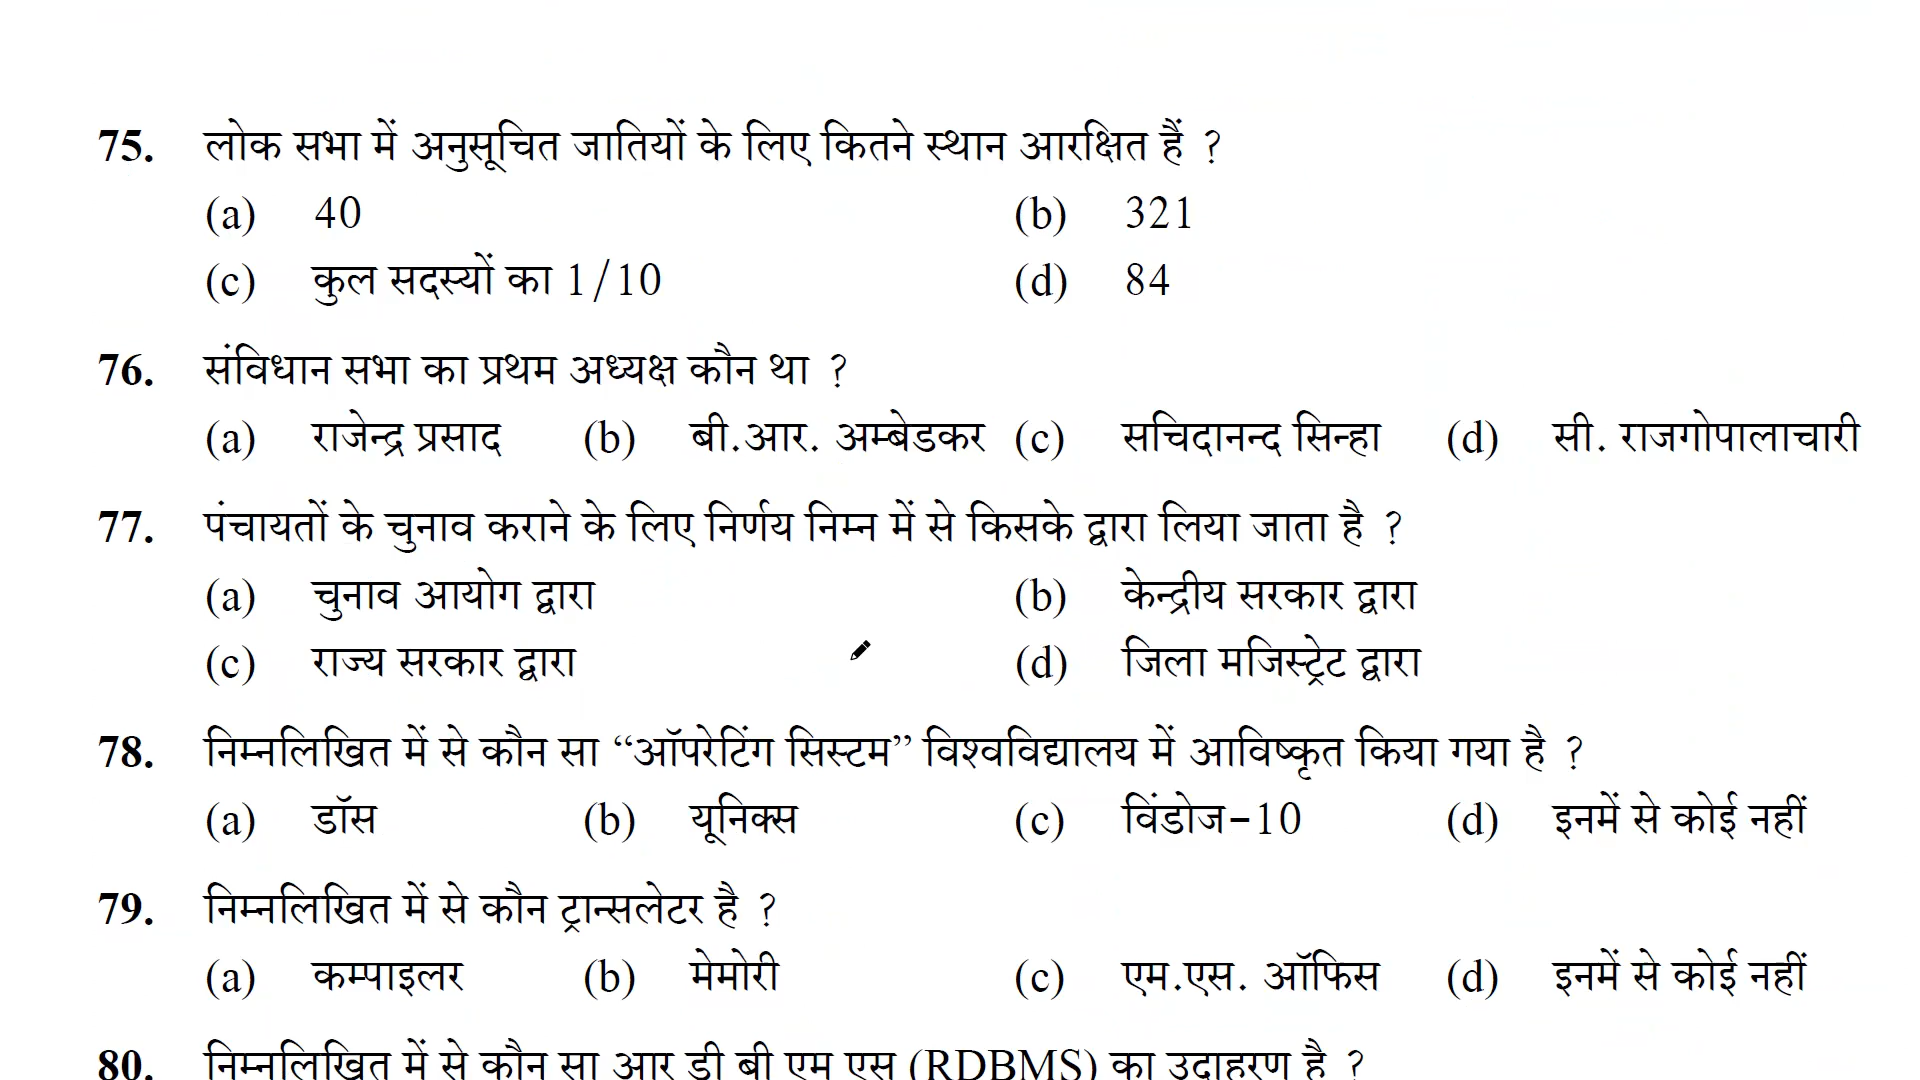 75. लोक सभा में अनुसूचित जातियों के लिए कितने स्थान आरक्षित हैं ?
(a) 40 (b) 321
(c) कुल सदस्यों का 1/10 (d) 84
76. संविधान सभा का प्रथम अध्यक्ष कौन था ?
(a) राजेन्द्र प्रसाद (b) बी.आर. अम्बेडकर (c) सचिदानन्द सिन्हा (d) सी. राजगोपालाचारी
77. पंचायतों के चुनाव कराने के लिए निर्णय निम्न में से किसके द्वारा लिया जाता है ?
(a) चुनाव आयोग द्वारा (b) केन्द्रीय सरकार द्वारा
(c) राज्य सरकार द्वारा (d) जिला मजिस्ट्रेट द्वारा
78. निम्नलिखित में से कौन सा “ऑपरेटिंग सिस्टम” विश्वविद्यालय में आविष्कृत किया गया है ?
(a) डॉस (b) यूनिक्स (c) विंडोज-10 (d) इनमें से कोई नहीं
79. निम्नलिखित में से कौन ट्रान्सलेटर है ?
(a) कम्पाइलर (b) मेमोरी (c) एम.एस. ऑफिस (d) इनमें से कोई नहीं
80. निम्नलिखित में से कौन सा आर डी बी एम एस (RDBMS) का उदाहरण है ?